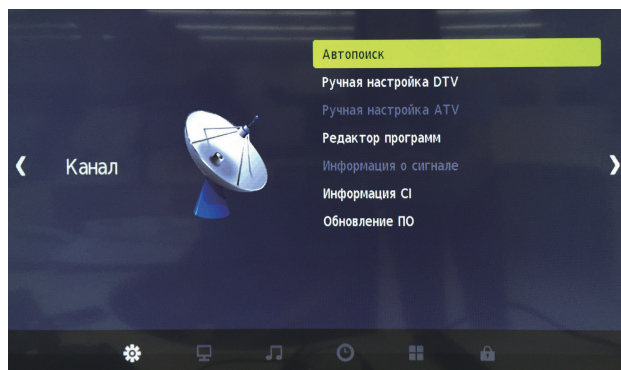 Канал
Автопоиск
Ручная настройка DTV
Ручная настройка ATV
Редактор программ
Информация о сигнале
Информация CI
Обновление ПО